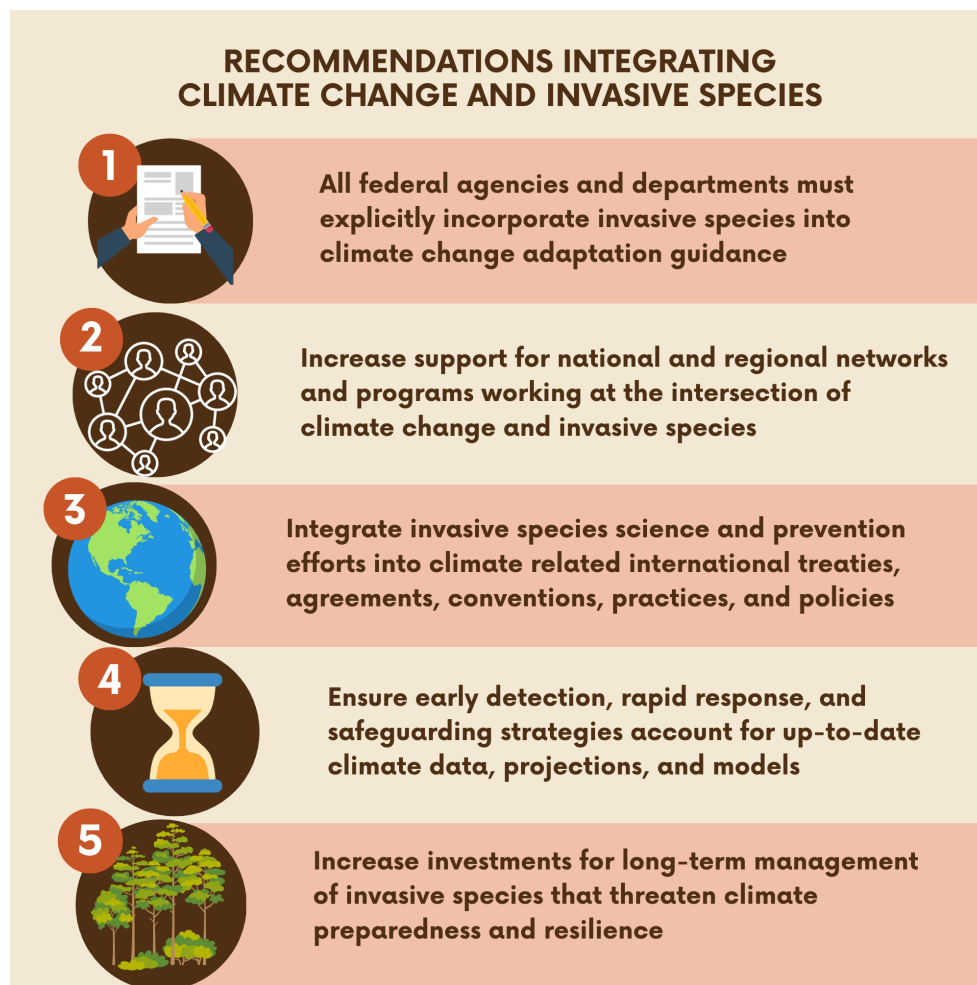 RECOMMENDATIONS INTEGRATING
CLIMATE CHANGE AND INVASIVE SPECIES
1
All federal agencies and departments must
explicitly incorporate invasive species into
climate change adaptation guidance
2
Increase support for national and regional networks
and programs working at the intersection of
climate change and invasive species
3
Integrate invasive species science and prevention
efforts into climate related international treaties,
agreements, conventions, practices, and policies
4
Ensure early detection, rapid response, and
safeguarding strategies account for up-to-date
climate data, projections, and models
5
Increase investments for long-term management
of invasive species that threaten climate
preparedness and resilience